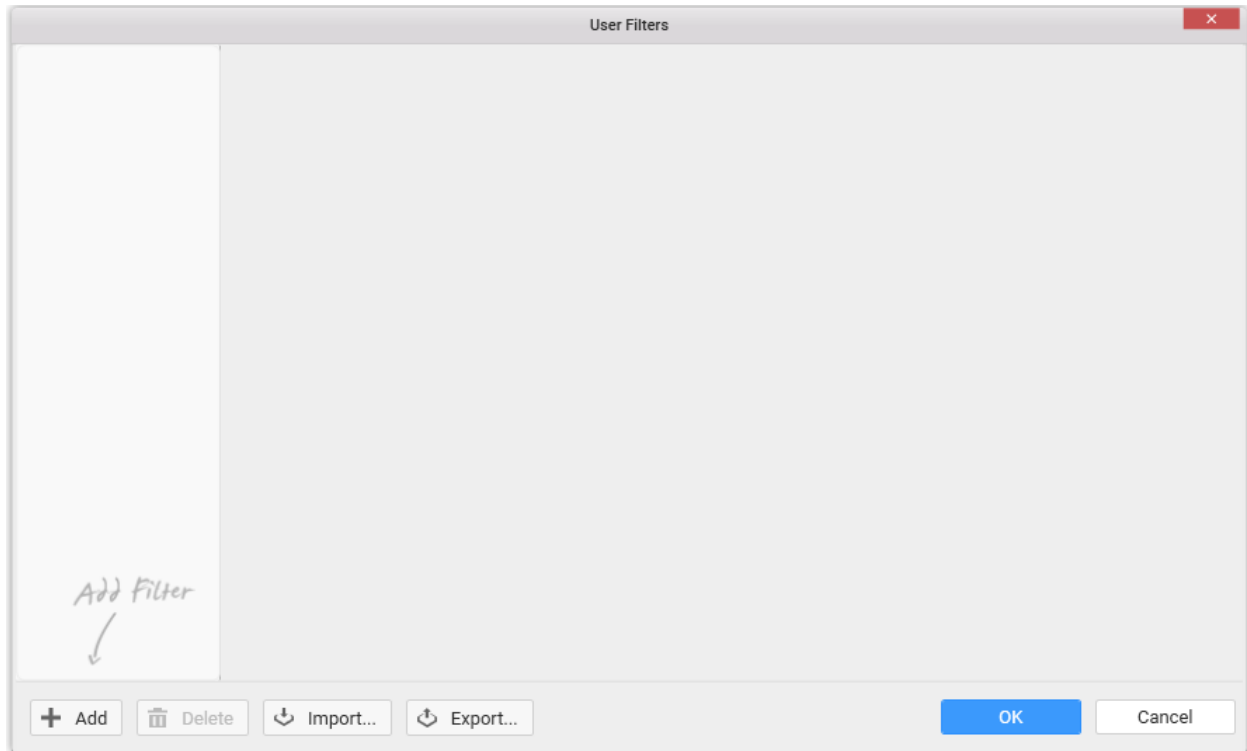 User Filters
Add Filter
Add
Delete
Import...
Export...
OK
Cancel